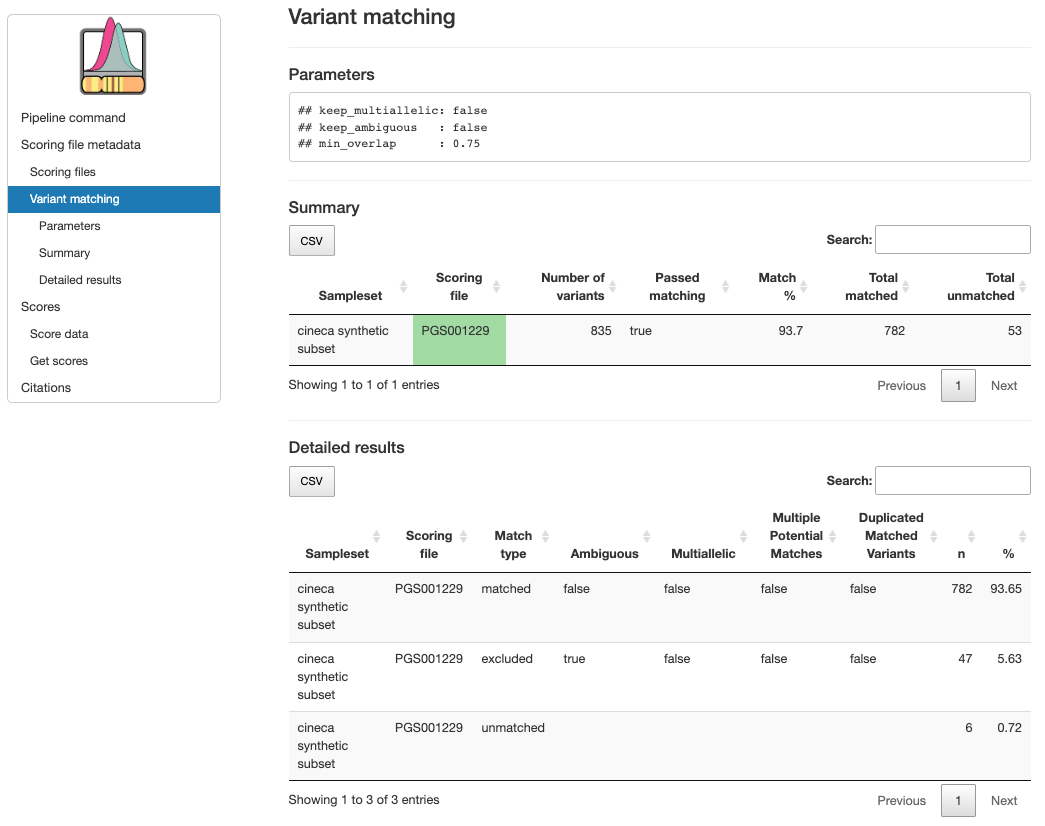 Pipeline command
Scoring file metadata
Scoring files
Variant matching
Parameters
Summary
Detailed results
Scores
Score data
Get scores
Citations
Variant matching
Parameters
## keep_multiallelic: false
## keep_ambiguous   : false
## min_overlap      : 0.75
Summary
CSV
Search:
Scoring Number of Passed Match Total Total
Sampleset file variants matching % matched unmatched
cineca synthetic PGS001229 835 true 93.7 782 53
subset
Showing 1 to 1 of 1 entries Previous 1 Next
Detailed results
CSV
Search:
Multiple Duplicated
Scoring Match Potential Matched
Sampleset file type Ambiguous Multiallelic Matches Variants n %
cineca PGS001229 matched false false false false 782 93.65
synthetic
subset
cineca PGS001229 excluded true false false false 47 5.63
synthetic
subset
cineca PGS001229 unmatched 6 0.72
synthetic
subset
Showing 1 to 3 of 3 entries Previous 1 Next